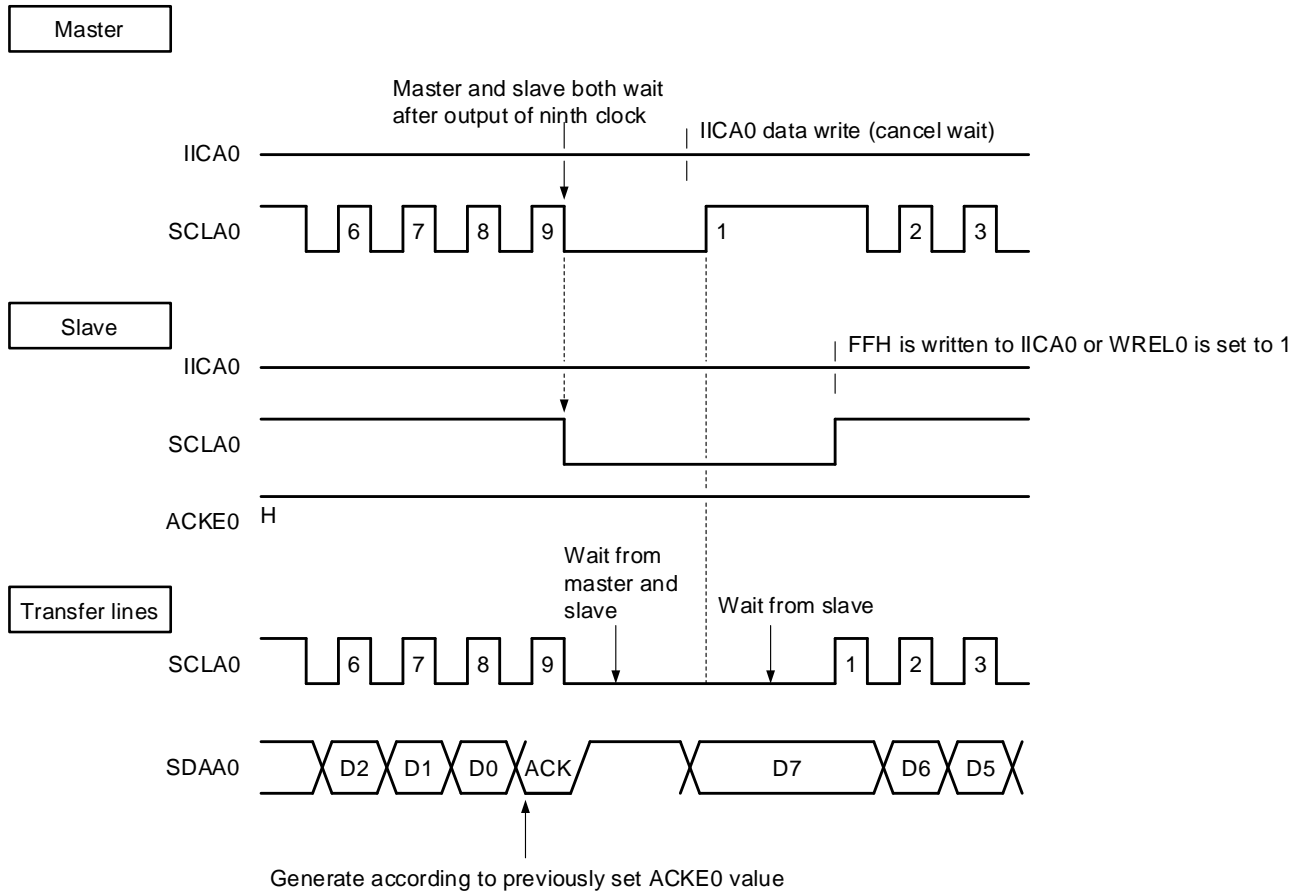 Master
Master and slave both wait
after output of ninth clock
IICA0 data write (cancel wait)
IICA0
SCLA0 6 7 8 9 1 2 3
Slave
FFH is written to IICA0 or WREL0 is set to 1
IICA0
SCLA0
ACKE0 H
Wait from
master and
slave
Wait from slave
Transfer lines
SCLA0 6 7 8 9 1 2 3
SDAA0 D2 D1 D0 ACK D7 D6 D5
Generate according to previously set ACKE0 value